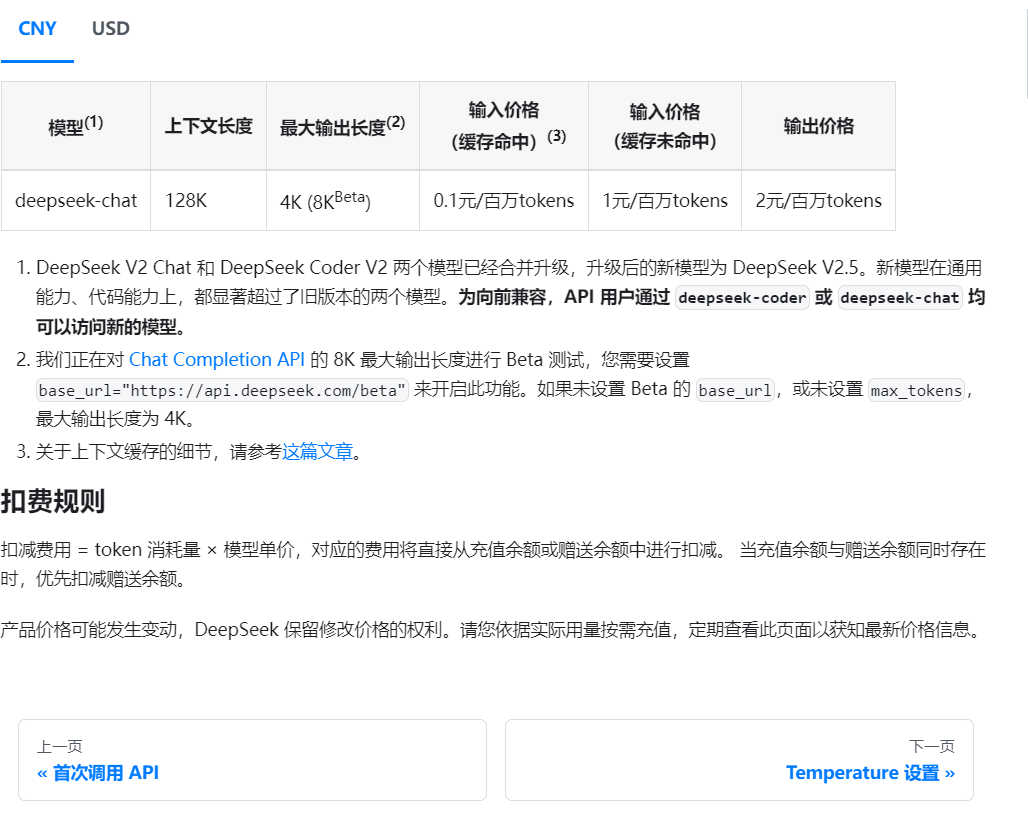 CNY USD
模型(1) 上下文长度 最大输出长度(2) 输入价格（缓存命中）(3) 输入价格（缓存未命中） 输出价格
deepseek-chat 128K 4K (8KBeta) 0.1元/百万tokens 1元/百万tokens 2元/百万tokens
1. DeepSeek V2 Chat 和 DeepSeek Coder V2 两个模型已经合并升级，升级后的新模型为 DeepSeek V2.5。新模型在通用
能力、代码能力上，都显著超过了旧版本的两个模型。为向前兼容，API 用户通过 deepseek-coder 或 deepseek-chat 均
可以访问新的模型。
2. 我们正在对 Chat Completion API 的 8K 最大输出长度进行 Beta 测试，您需要设置
base_url="https://api.deepseek.com/beta" 来开启此功能。如果未设置 Beta 的 base_url，或未设置 max_tokens，
最大输出长度为 4K。
3. 关于上下文缓存的细节，请参考这篇文章。
扣费规则
扣减费用 = token 消耗量 × 模型单价，对应的费用将直接从充值余额或赠送余额中进行扣减。 当充值余额与赠送余额同时存在
时，优先扣减赠送余额。
产品价格可能发生变动，DeepSeek 保留修改价格的权利。请您依据实际用量按需充值，定期查看此页面以获知最新价格信息。
上一页
« 首次调用 API
下一页
Temperature 设置 »